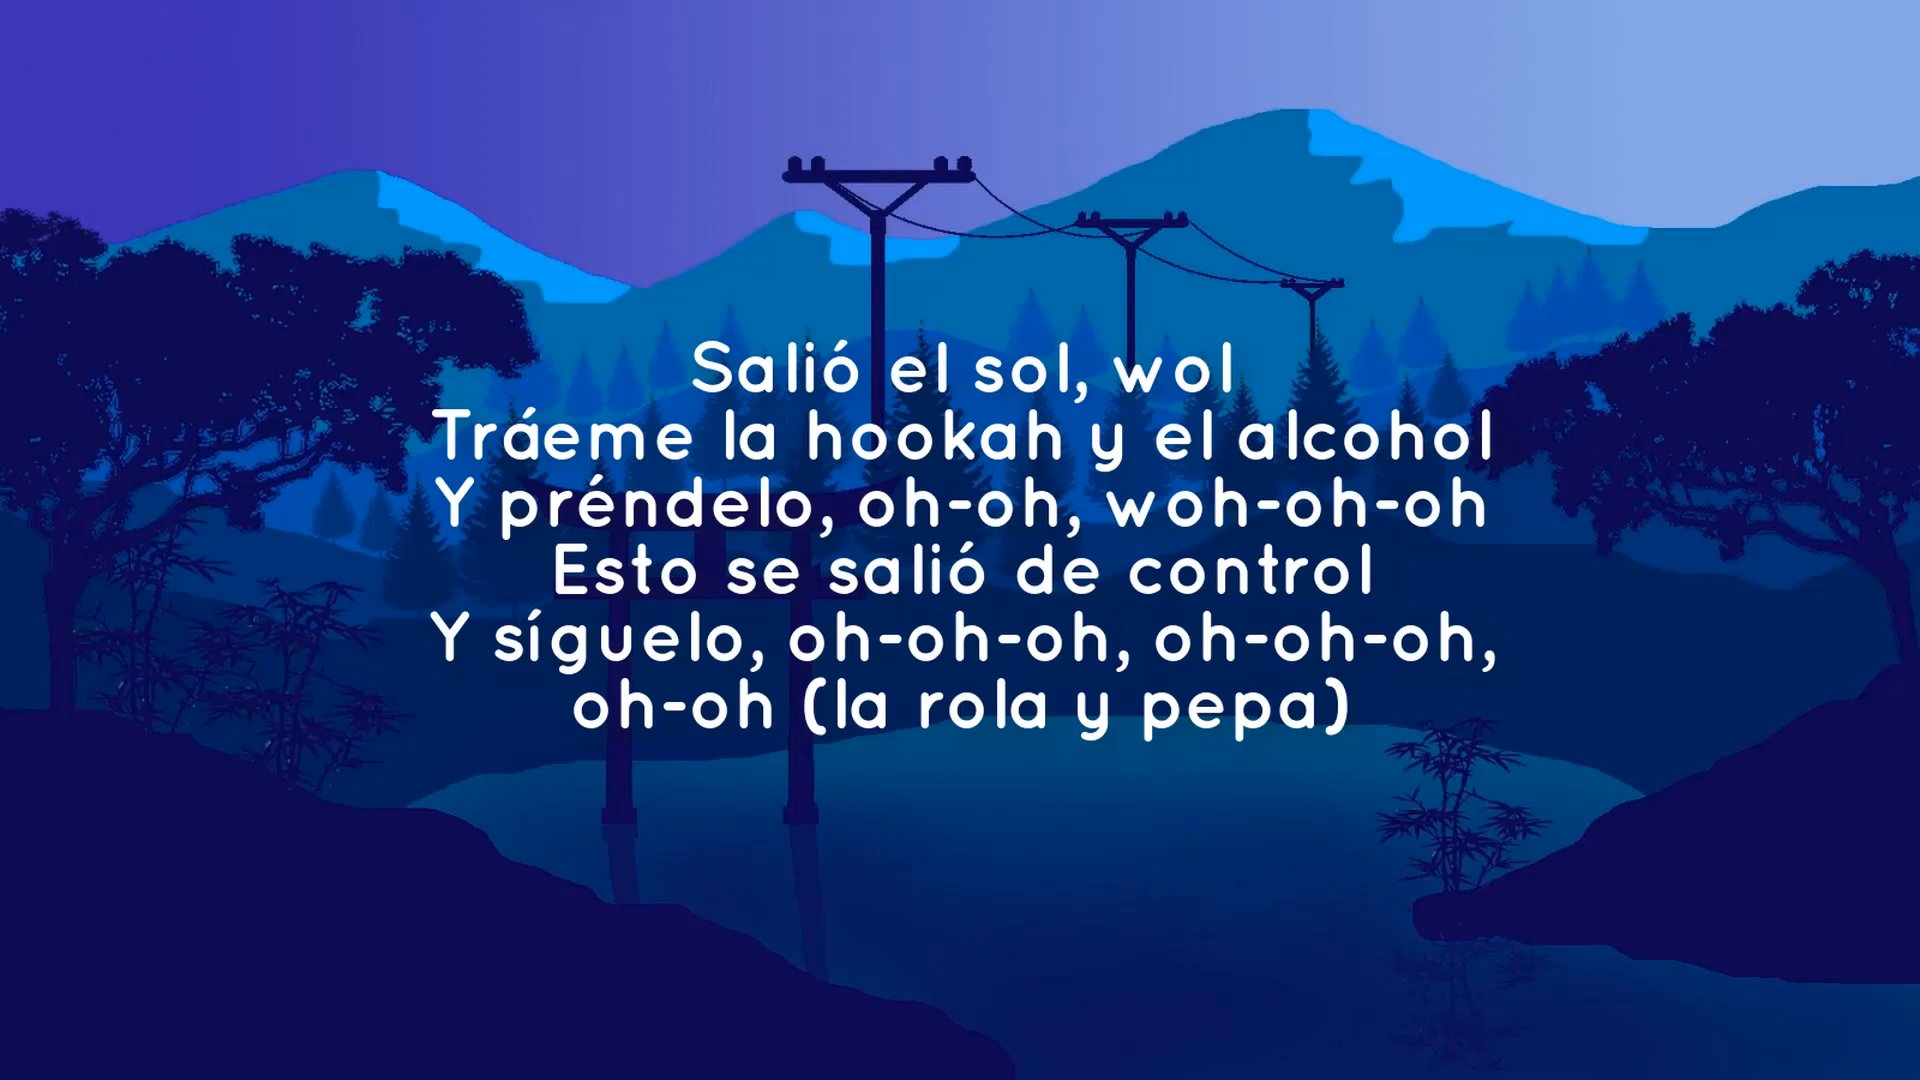 Salió el sol, wol
Tráeme la hookah y el alcohol
Y préndelo, oh-oh, woh-oh-oh
Esto se salió de control
Y síguelo, oh-oh-oh, oh-oh-oh,
oh-oh (la rola y pepa)